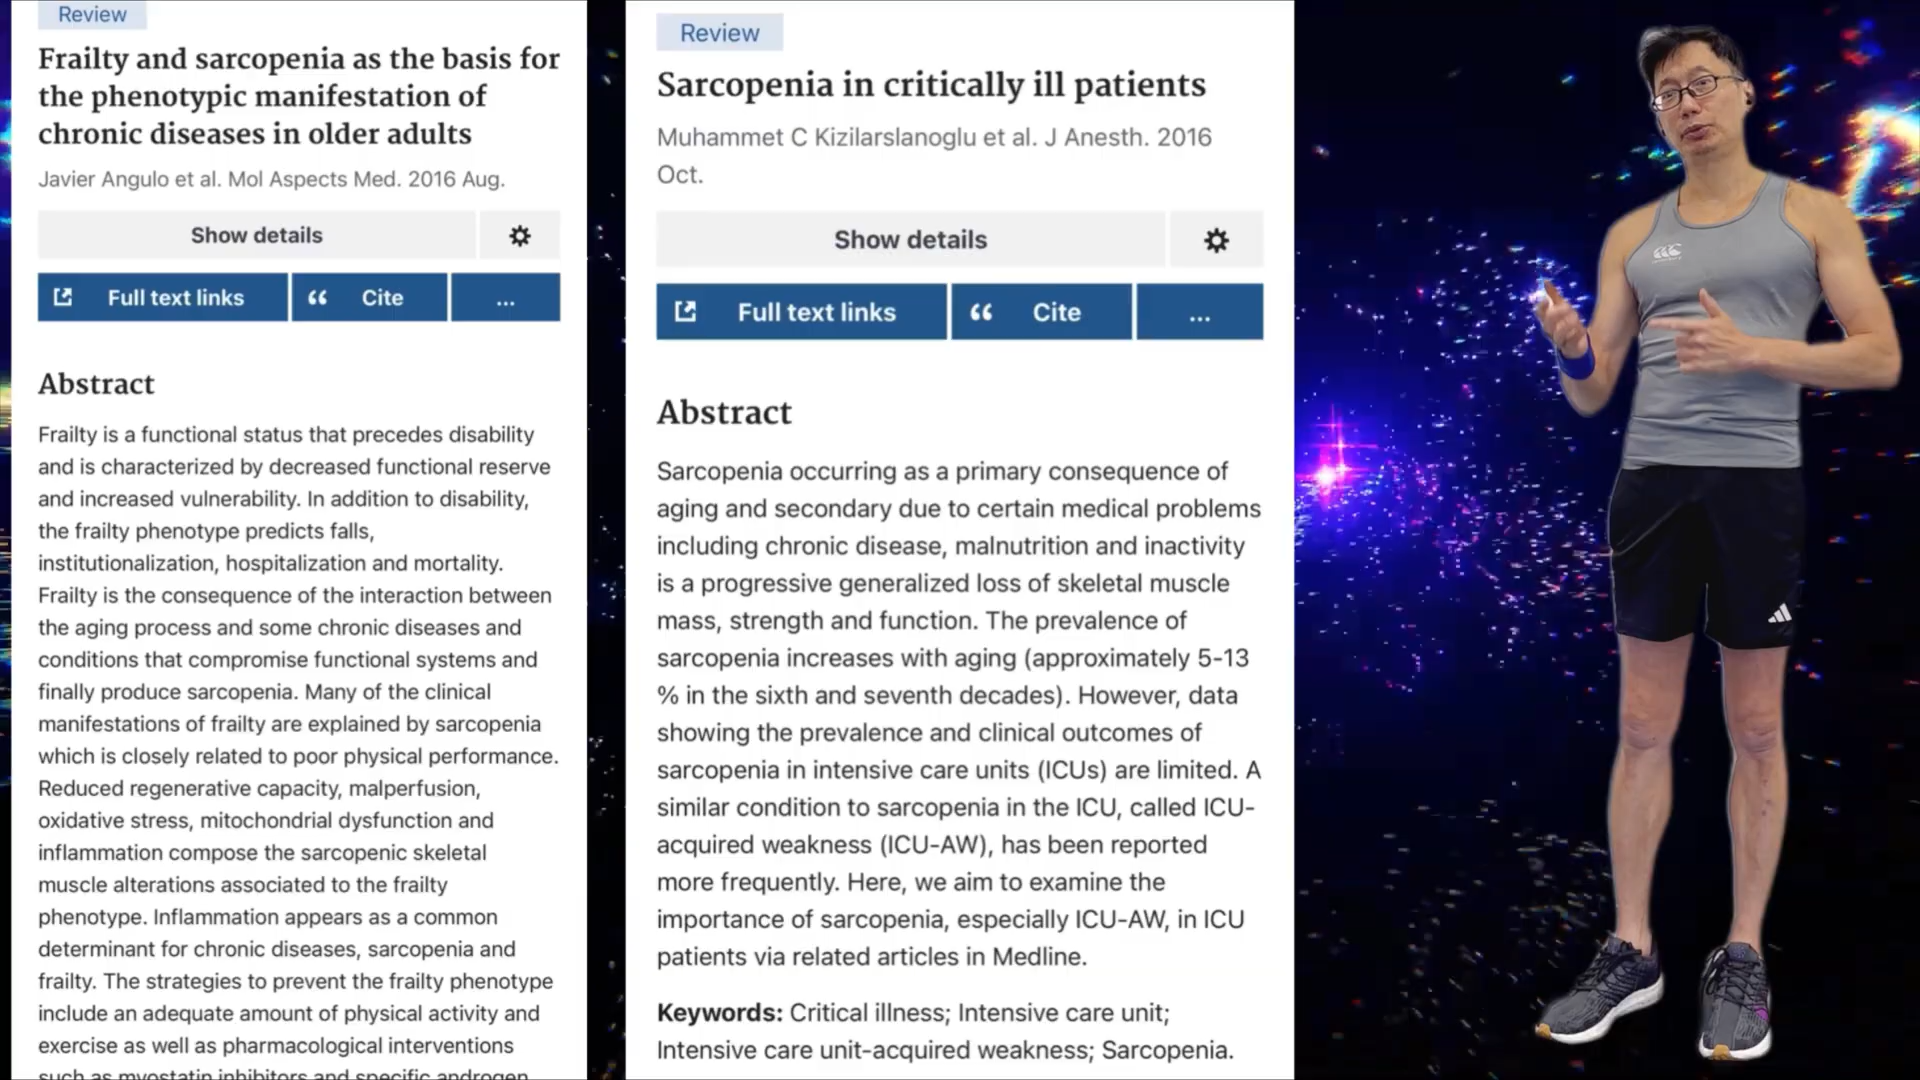 Review
Frailty and sarcopenia as the basis for
the phenotypic manifestation of
chronic diseases in older adults
Javier Angulo et al. Mol Aspects Med. 2016 Aug.
Show details
Full text links
Cite
...
Abstract
Frailty is a functional status that precedes disability
and is characterized by decreased functional reserve
and increased vulnerability. In addition to disability,
the frailty phenotype predicts falls,
institutionalization, hospitalization and mortality.
Frailty is the consequence of the interaction between
the aging process and some chronic diseases and
conditions that compromise functional systems and
finally produce sarcopenia. Many of the clinical
manifestations of frailty are explained by sarcopenia
which is closely related to poor physical performance.
Reduced regenerative capacity, malperfusion,
oxidative stress, mitochondrial dysfunction and
inflammation compose the sarcopenic skeletal
muscle alterations associated to the frailty
phenotype. Inflammation appears as a common
determinant for chronic diseases, sarcopenia and
frailty. The strategies to prevent the frailty phenotype
include an adequate amount of physical activity and
exercise as well as pharmacological interventions
such as myostatin inhibitors and specific androgen
Review
Sarcopenia in critically ill patients
Muhammet C Kizilarslanoglu et al. J Anesth. 2016
Oct.
Show details
Full text links
Cite
...
Abstract
Sarcopenia occurring as a primary consequence of
aging and secondary due to certain medical problems
including chronic disease, malnutrition and inactivity
is a progressive generalized loss of skeletal muscle
mass, strength and function. The prevalence of
sarcopenia increases with aging (approximately 5-13
% in the sixth and seventh decades). However, data
showing the prevalence and clinical outcomes of
sarcopenia in intensive care units (ICUs) are limited. A
similar condition to sarcopenia in the ICU, called ICU-
acquired weakness (ICU-AW), has been reported
more frequently. Here, we aim to examine the
importance of sarcopenia, especially ICU-AW, in ICU
patients via related articles in Medline.
Keywords: Critical illness; Intensive care unit;
Intensive care unit-acquired weakness; Sarcopenia.